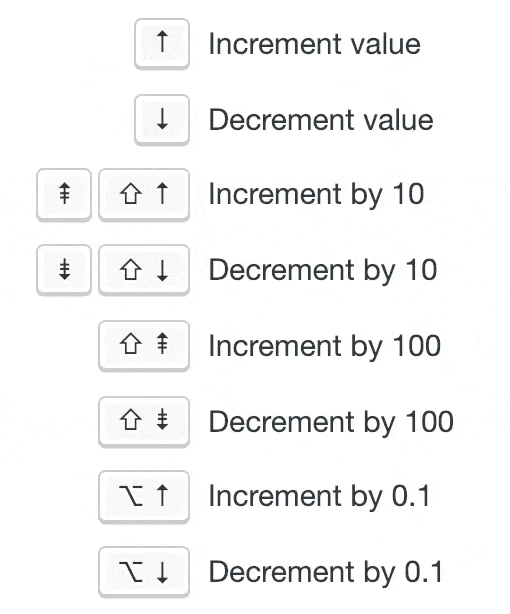 ↑ Increment value
↓ Decrement value
⇞ ⇧ ↑ Increment by 10
⇟ ⇧ ↓ Decrement by 10
⇧ ⇞ Increment by 100
⇧ ⇟ Decrement by 100
⌥ ↑ Increment by 0.1
⌥ ↓ Decrement by 0.1